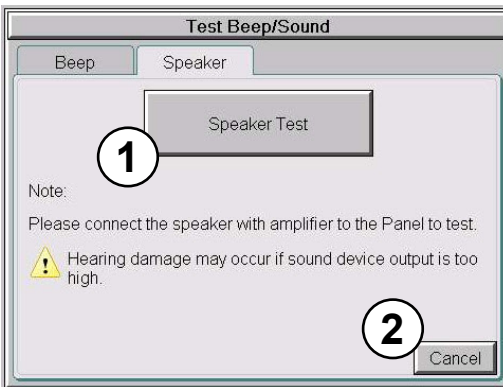 Test Beep/Sound
Beep
Speaker
Speaker Test
1
Note:
Please connect the speaker with amplifier to the Panel to test.
Hearing damage may occur if sound device output is too
high.
2
Cancel